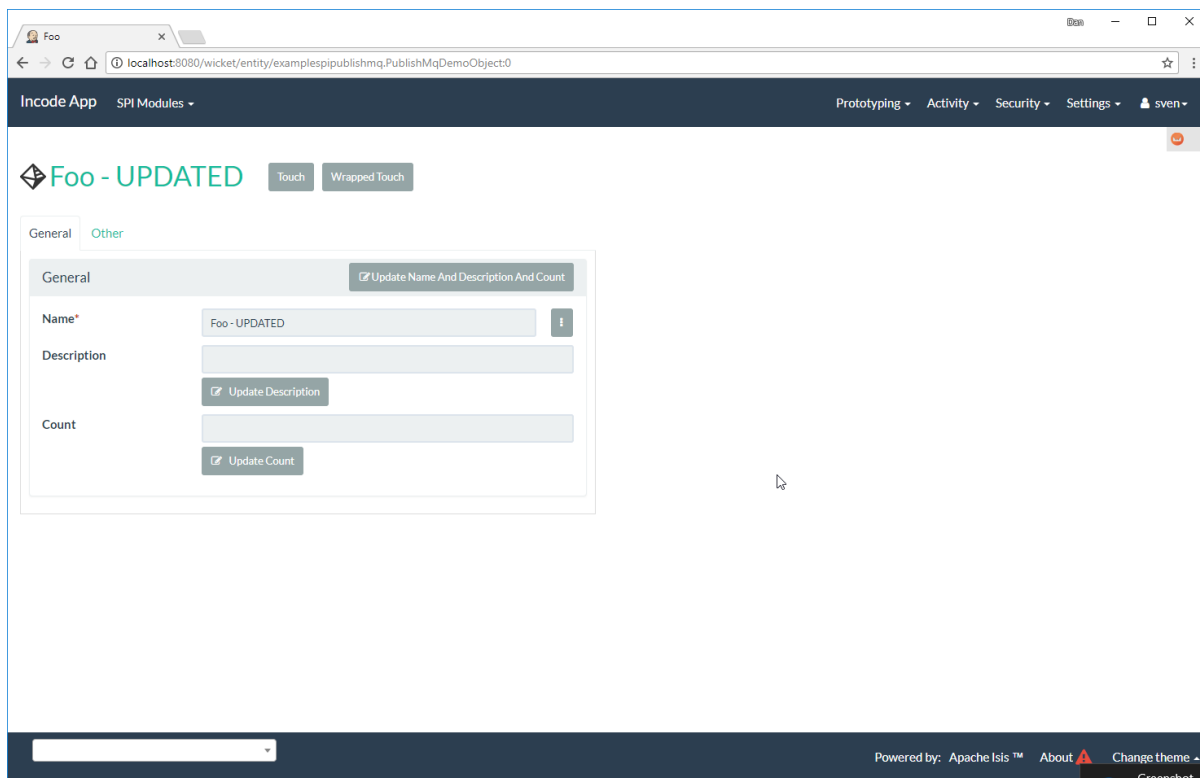 Foo
Dan
localhost:8080/wicket/entity/examplespipublishmq.PublishMqDemoObject:0
Incode App SPI Modules Prototyping Activity Security Settings sven
Foo - UPDATED Touch Wrapped Touch
General Other
General Update Name And Description And Count
Name* Foo - UPDATED
Description
Update Description
Count
Update Count
Powered by: Apache Isis ™ About Change theme